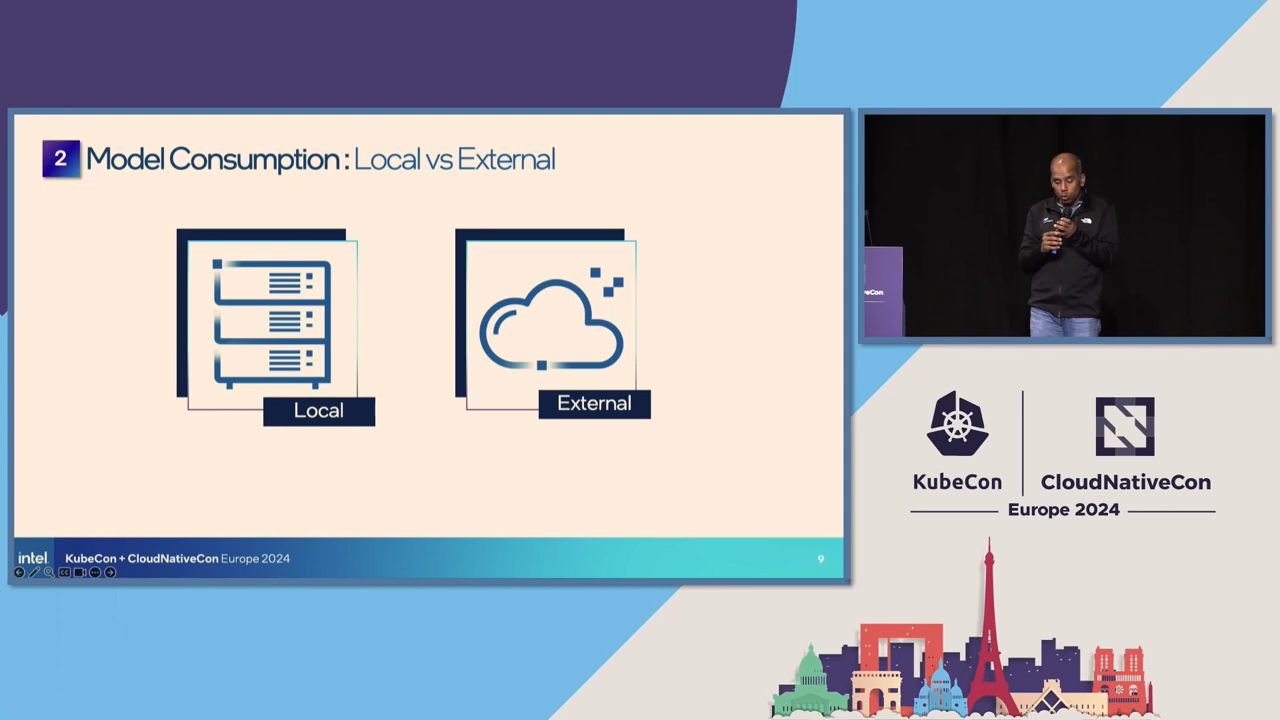 2 Model Consumption : Local vs External
Local
External
intel
KubeCon + CloudNativeCon Europe 2024
9
KubeCon
CloudNativeCon
Europe 2024